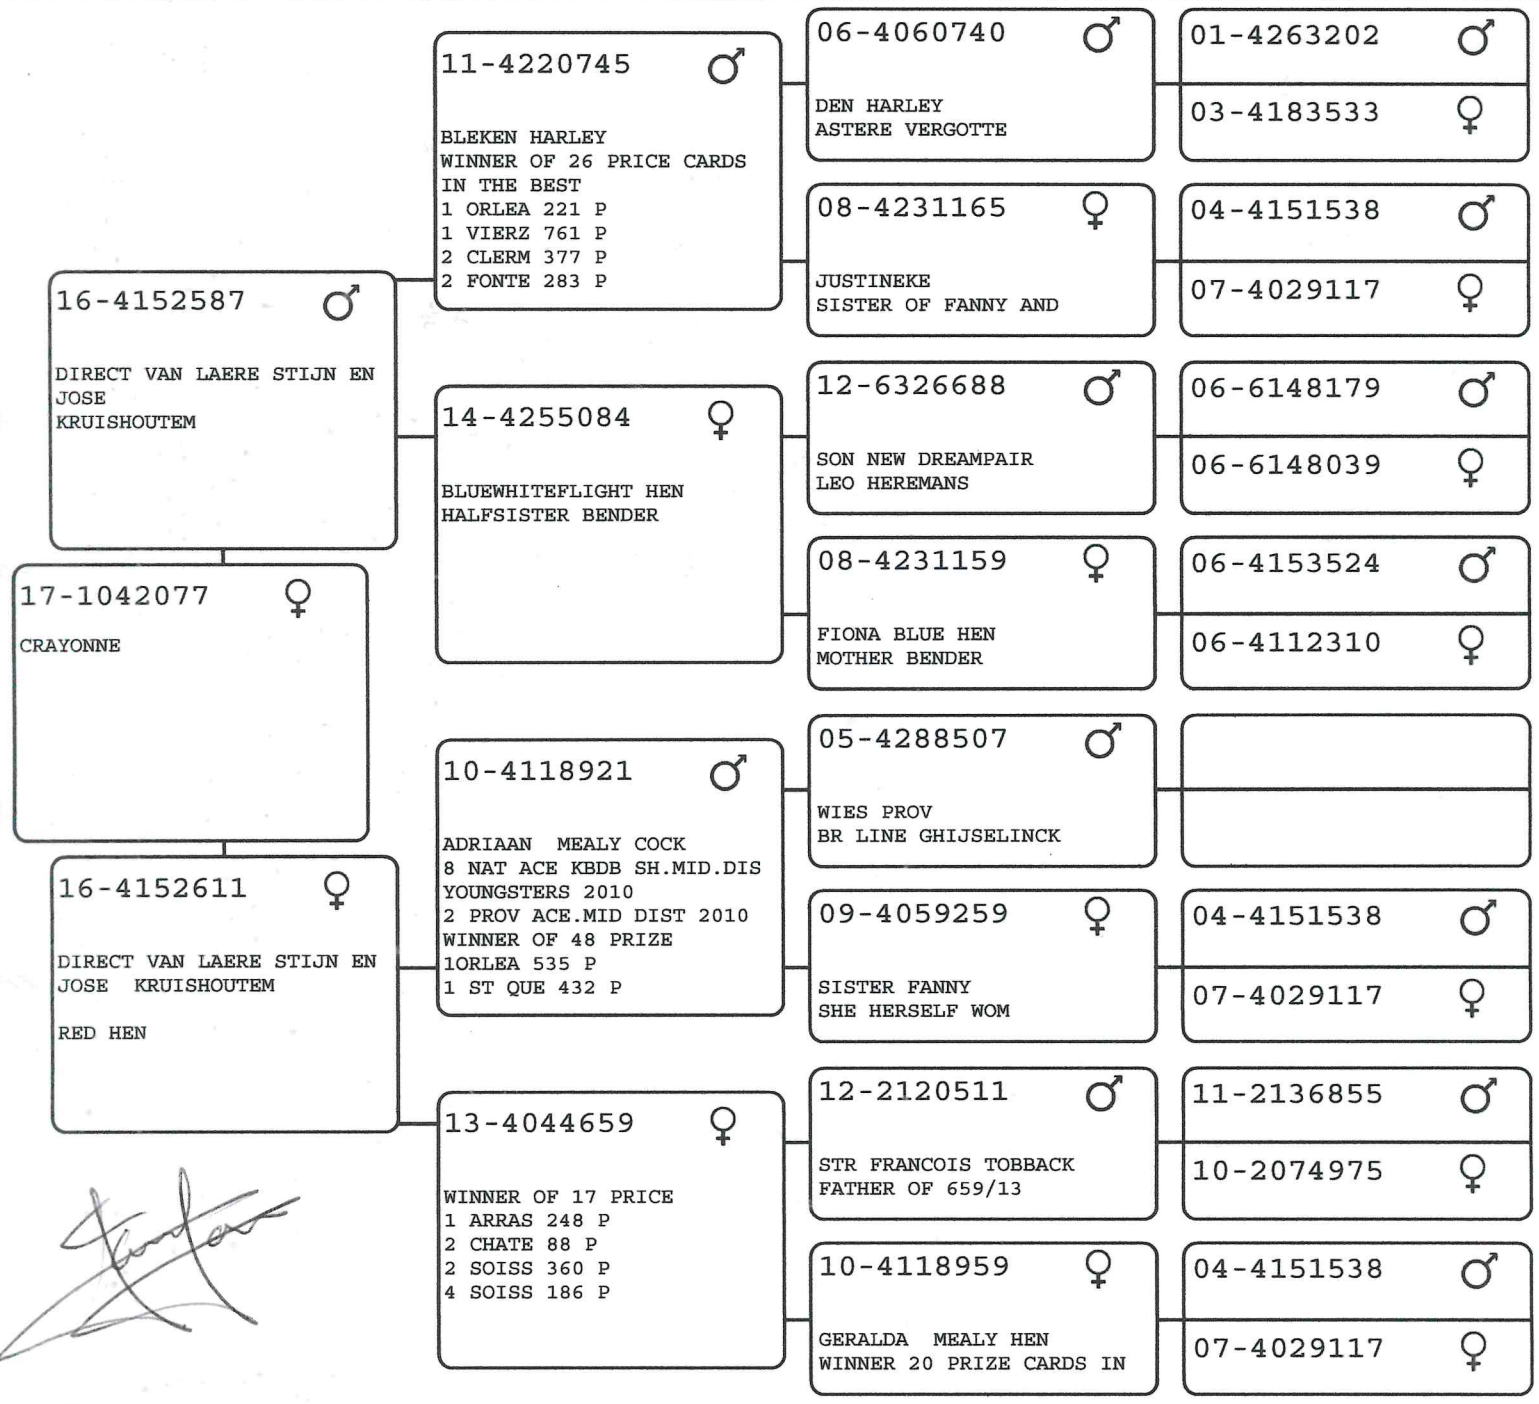 17-1042077 ♀
CRAYONNE
16-4152587 ♂
DIRECT VAN LAERE STIJN EN
JOSE
KRUISHOUTEM
16-4152611 ♀
DIRECT VAN LAERE STIJN EN
JOSE  KRUISHOUTEM
RED HEN
11-4220745 ♂
BLEKEN HARLEY
WINNER OF 26 PRICE CARDS
IN THE BEST
1 ORLEA 221 P
1 VIERZ 761 P
2 CLERM 377 P
2 FONTE 283 P
14-4255084 ♀
BLUEWHITEFLIGHT HEN
HALFSISTER BENDER
10-4118921 ♂
ADRIAAN  MEALY COCK
8 NAT ACE KBDB SH.MID.DIS
YOUNGSTERS 2010
2 PROV ACE.MID DIST 2010
WINNER OF 48 PRIZE
1ORLEA 535 P
1 ST QUE 432 P
13-4044659 ♀
WINNER OF 17 PRICE
1 ARRAS 248 P
2 CHATE 88 P
2 SOISS 360 P
4 SOISS 186 P
06-4060740 ♂
DEN HARLEY
ASTERE VERGOTTE
08-4231165 ♀
JUSTINEKE
SISTER OF FANNY AND
12-6326688 ♂
SON NEW DREAMPAIR
LEO HEREMANS
08-4231159 ♀
FIONA BLUE HEN
MOTHER BENDER
05-4288507 ♂
WIES PROV
BR LINE GHIJSELINCK
09-4059259 ♀
SISTER FANNY
SHE HERSELF WOM
12-2120511 ♂
STR FRANCOIS TOBBACK
FATHER OF 659/13
10-4118959 ♀
GERALDA  MEALY HEN
WINNER 20 PRIZE CARDS IN
01-4263202 ♂
03-4183533 ♀
04-4151538 ♂
07-4029117 ♀
06-6148179 ♂
06-6148039 ♀
06-4153524 ♂
06-4112310 ♀
04-4151538 ♂
07-4029117 ♀
11-2136855 ♂
10-2074975 ♀
04-4151538 ♂
07-4029117 ♀